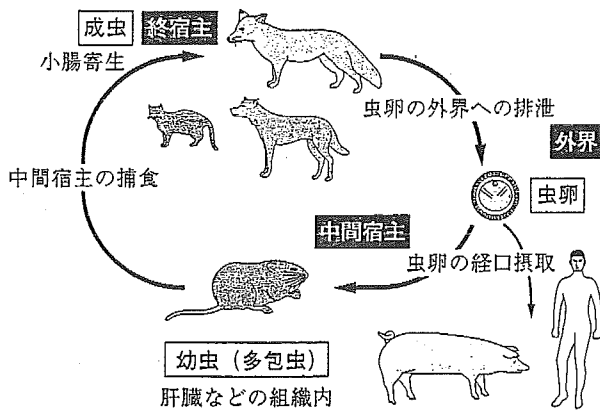 成虫 終宿主
小腸寄生
虫卵の外界への排泄
外界
中間宿主の捕食
虫卵
中間宿主
虫卵の経口摂取
幼虫(多包虫)
肝臓などの組織内